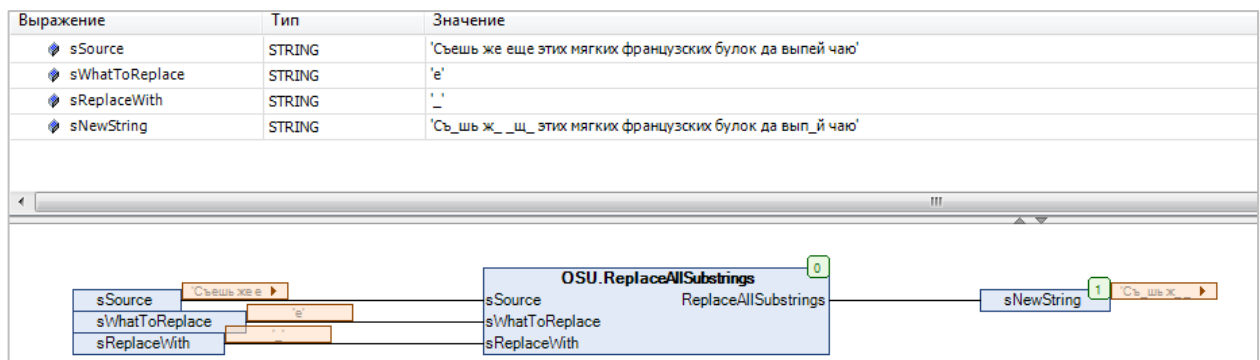 Выражение Тип Значение
sSource STRING 'Съешь же еще этих мягких французских булок да выпей чаю'
sWhatToReplace STRING 'е'
sReplaceWith STRING '_'
sNewString STRING 'Съ_шь ж_ _щ_ этих мягких французских булок да вып_й чаю'
0
OSU.ReplaceAllSubstrings
sSource 'Съешь же е sSource ReplaceAllSubstrings sNewString 1 'Съ_шь ж_ _
sWhatToReplace 'е' sWhatToReplace
sReplaceWith '_' sReplaceWith